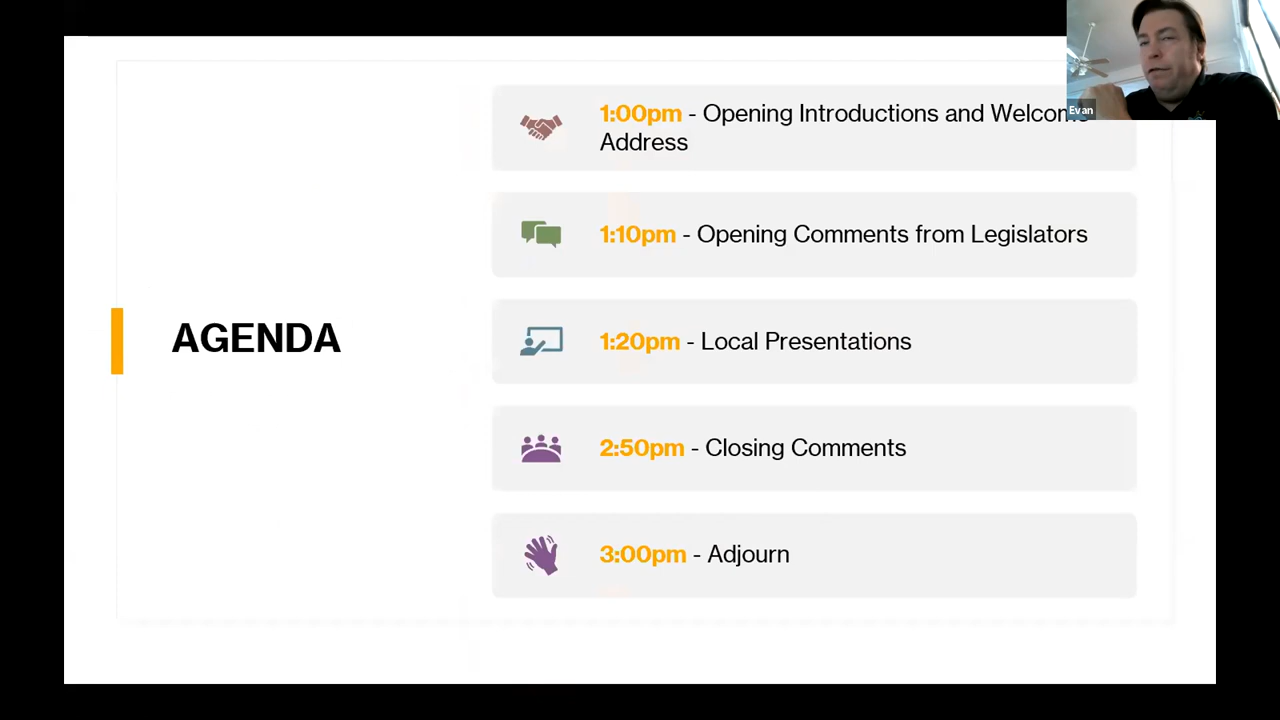 Evan
1:00pm - Opening Introductions and Welcome
Address
1:10pm - Opening Comments from Legislators
AGENDA
1:20pm - Local Presentations
2:50pm - Closing Comments
3:00pm - Adjourn